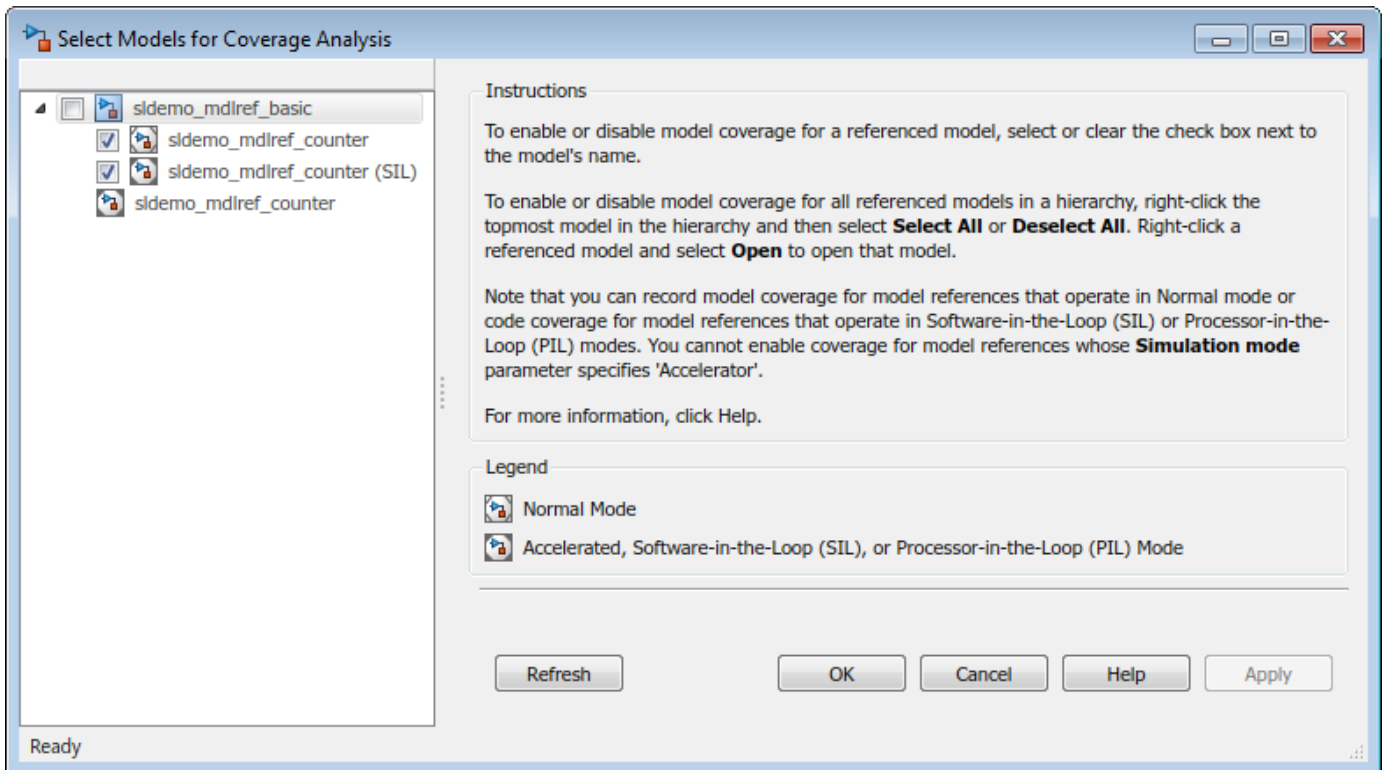 Select Models for Coverage Analysis
sldemo_mdlref_basic
sldemo_mdlref_counter
sldemo_mdlref_counter (SIL)
sldemo_mdlref_counter
Instructions
To enable or disable model coverage for a referenced model, select or clear the check box next to
the model's name.
To enable or disable model coverage for all referenced models in a hierarchy, right-click the
topmost model in the hierarchy and then select Select All or Deselect All. Right-click a
referenced model and select Open to open that model.
Note that you can record model coverage for model references that operate in Normal mode or
code coverage for model references that operate in Software-in-the-Loop (SIL) or Processor-in-the-
Loop (PIL) modes. You cannot enable coverage for model references whose Simulation mode
parameter specifies 'Accelerator'.
For more information, click Help.
Legend
Normal Mode
Accelerated, Software-in-the-Loop (SIL), or Processor-in-the-Loop (PIL) Mode
Refresh OK Cancel Help Apply
Ready